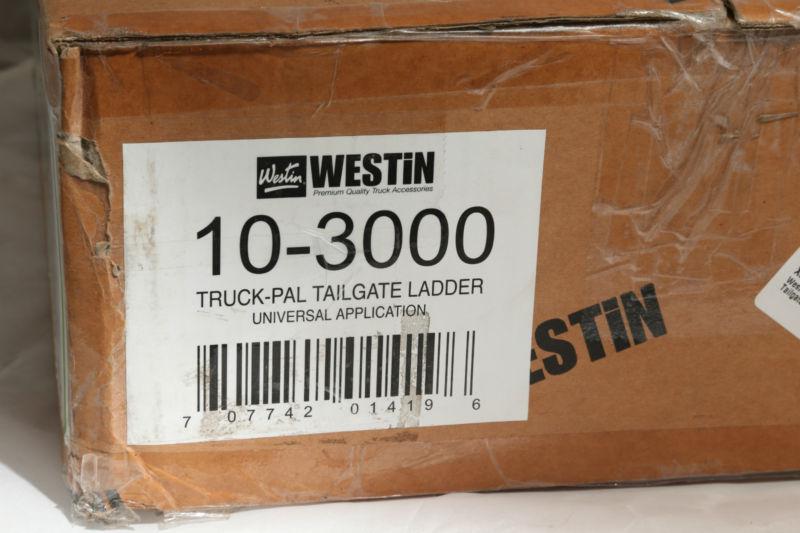 Westin WESTiN
Premium Quality Truck Accessories
10-3000
TRUCK-PAL TAILGATE LADDER
UNIVERSAL APPLICATION
7 07742 01419 6
ESTiN